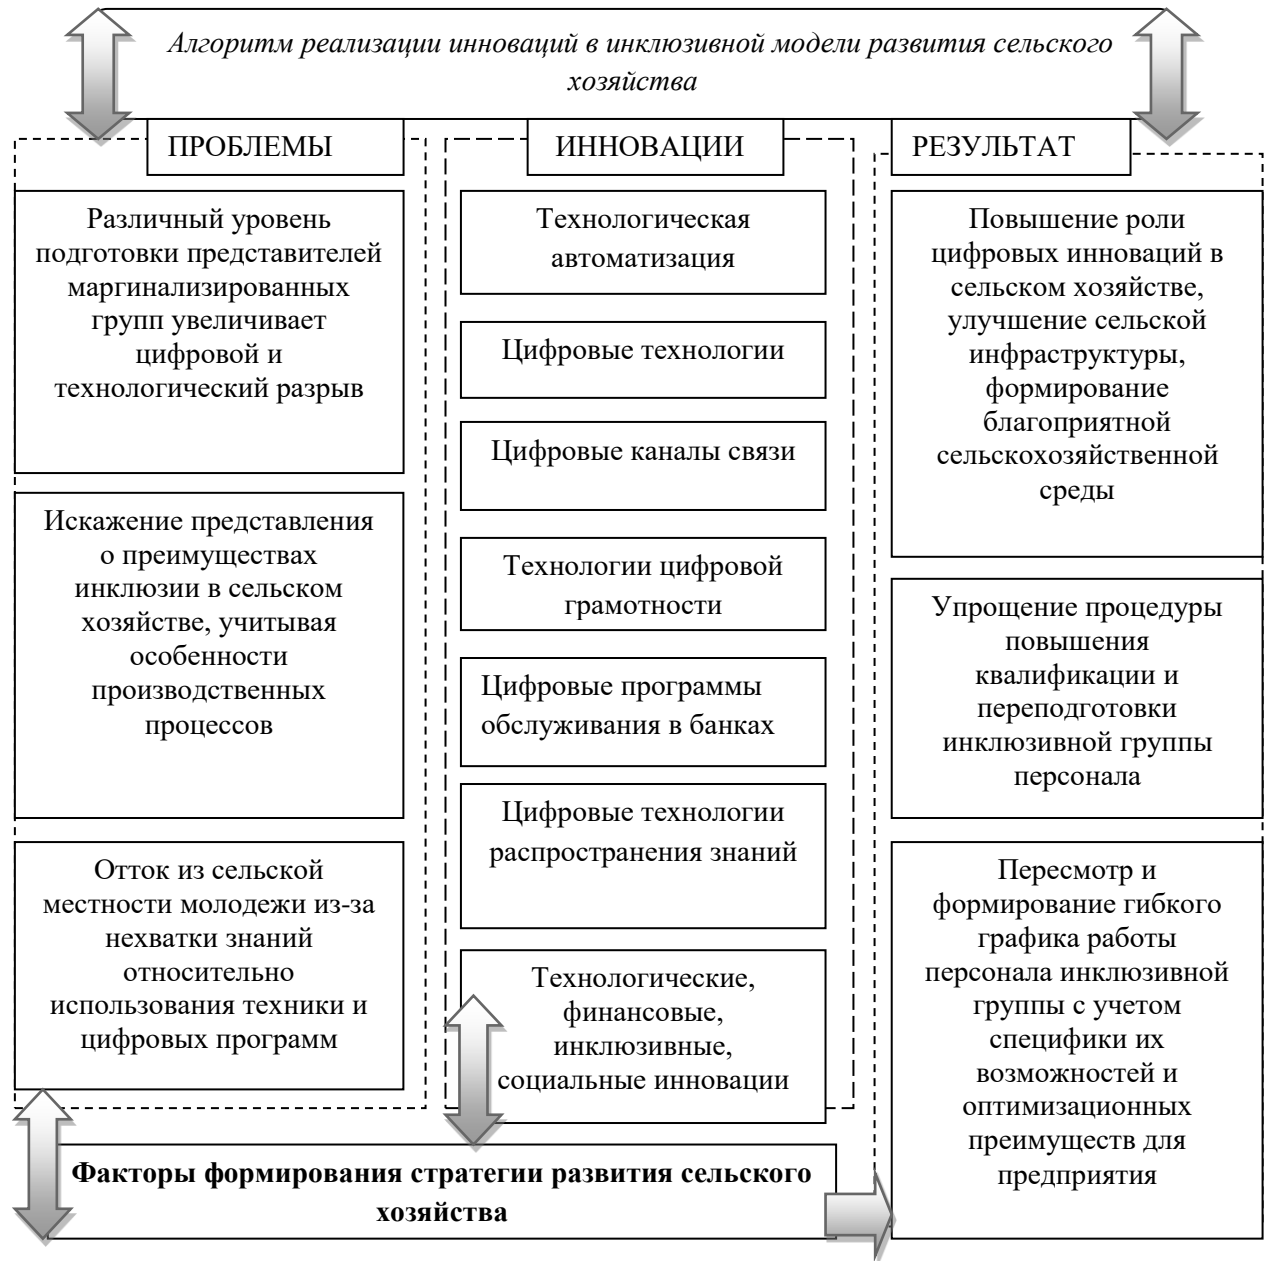 Алгоритм реализации инноваций в инклюзивной модели развития сельского
хозяйства
ПРОБЛЕМЫ
Различный уровень
подготовки представителей
маргинализированных
групп увеличивает
цифровой и
технологический разрыв
Искажение представления
о преимуществах
инклюзии в сельском
хозяйстве, учитывая
особенности
производственных
процессов
Отток из сельской
местности молодежи из-за
нехватки знаний
относительно
использования техники и
цифровых программ
ИННОВАЦИИ
Технологическая
автоматизация
Цифровые технологии
Цифровые каналы связи
Технологии цифровой
грамотности
Цифровые программы
обслуживания в банках
Цифровые технологии
распространения знаний
Технологические,
финансовые,
инклюзивные,
социальные инновации
РЕЗУЛЬТАТ
Повышение роли
цифровых инноваций в
сельском хозяйстве,
улучшение сельской
инфраструктуры,
формирование
благоприятной
сельскохозяйственной
среды
Упрощение процедуры
повышения
квалификации и
переподготовки
инклюзивной группы
персонала
Пересмотр и
формирование гибкого
графика работы
персонала инклюзивной
группы с учетом
специфики их
возможностей и
оптимизационных
преимуществ для
предприятия
Факторы формирования стратегии развития сельского
хозяйства